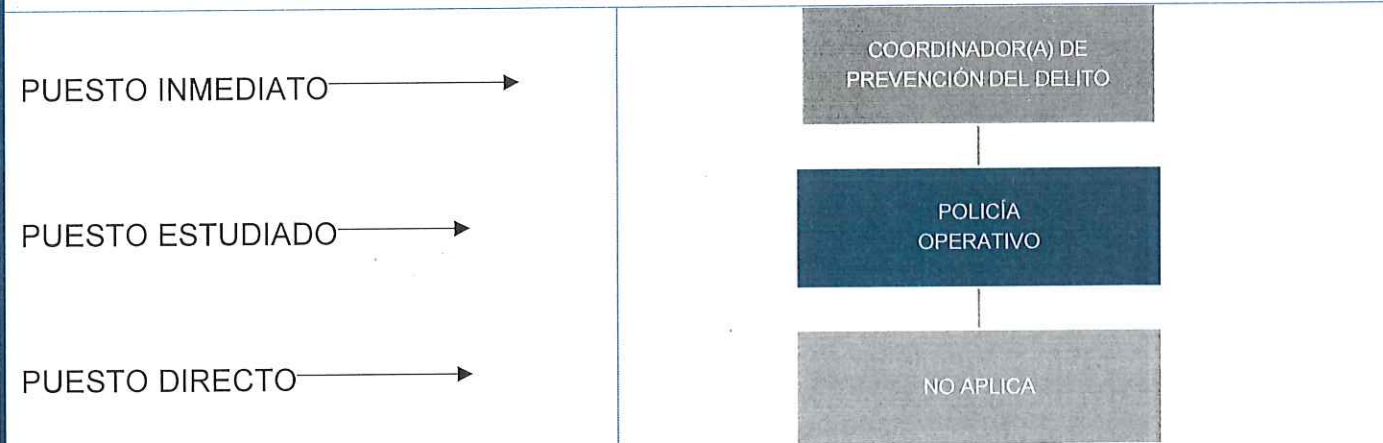 PUESTO INMEDIATO
COORDINADOR(A) DE
PREVENCIÓN DEL DELITO
PUESTO ESTUDIADO
POLICÍA
OPERATIVO
PUESTO DIRECTO
NO APLICA